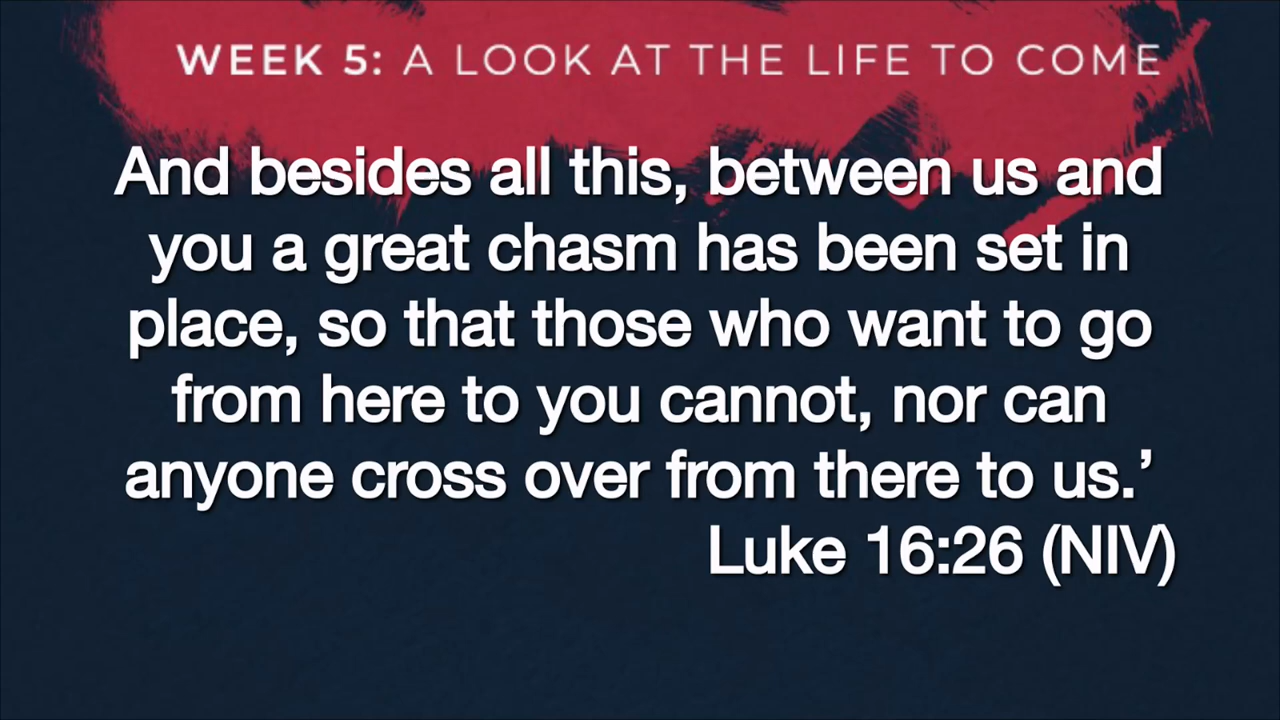 WEEK 5: A LOOK AT THE LIFE TO COME
And besides all this, between us and
you a great chasm has been set in
place, so that those who want to go
from here to you cannot, nor can
anyone cross over from there to us.’
Luke 16:26 (NIV)